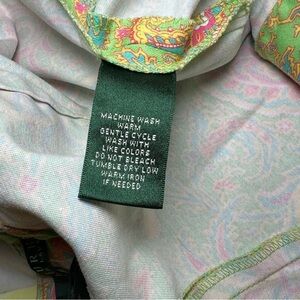 MACHINE WASH
WARM
GENTLE CYCLE
WASH WITH
LIKE COLORS
DO NOT BLEACH
TUMBLE DRY LOW
WARM IRON
IF NEEDED